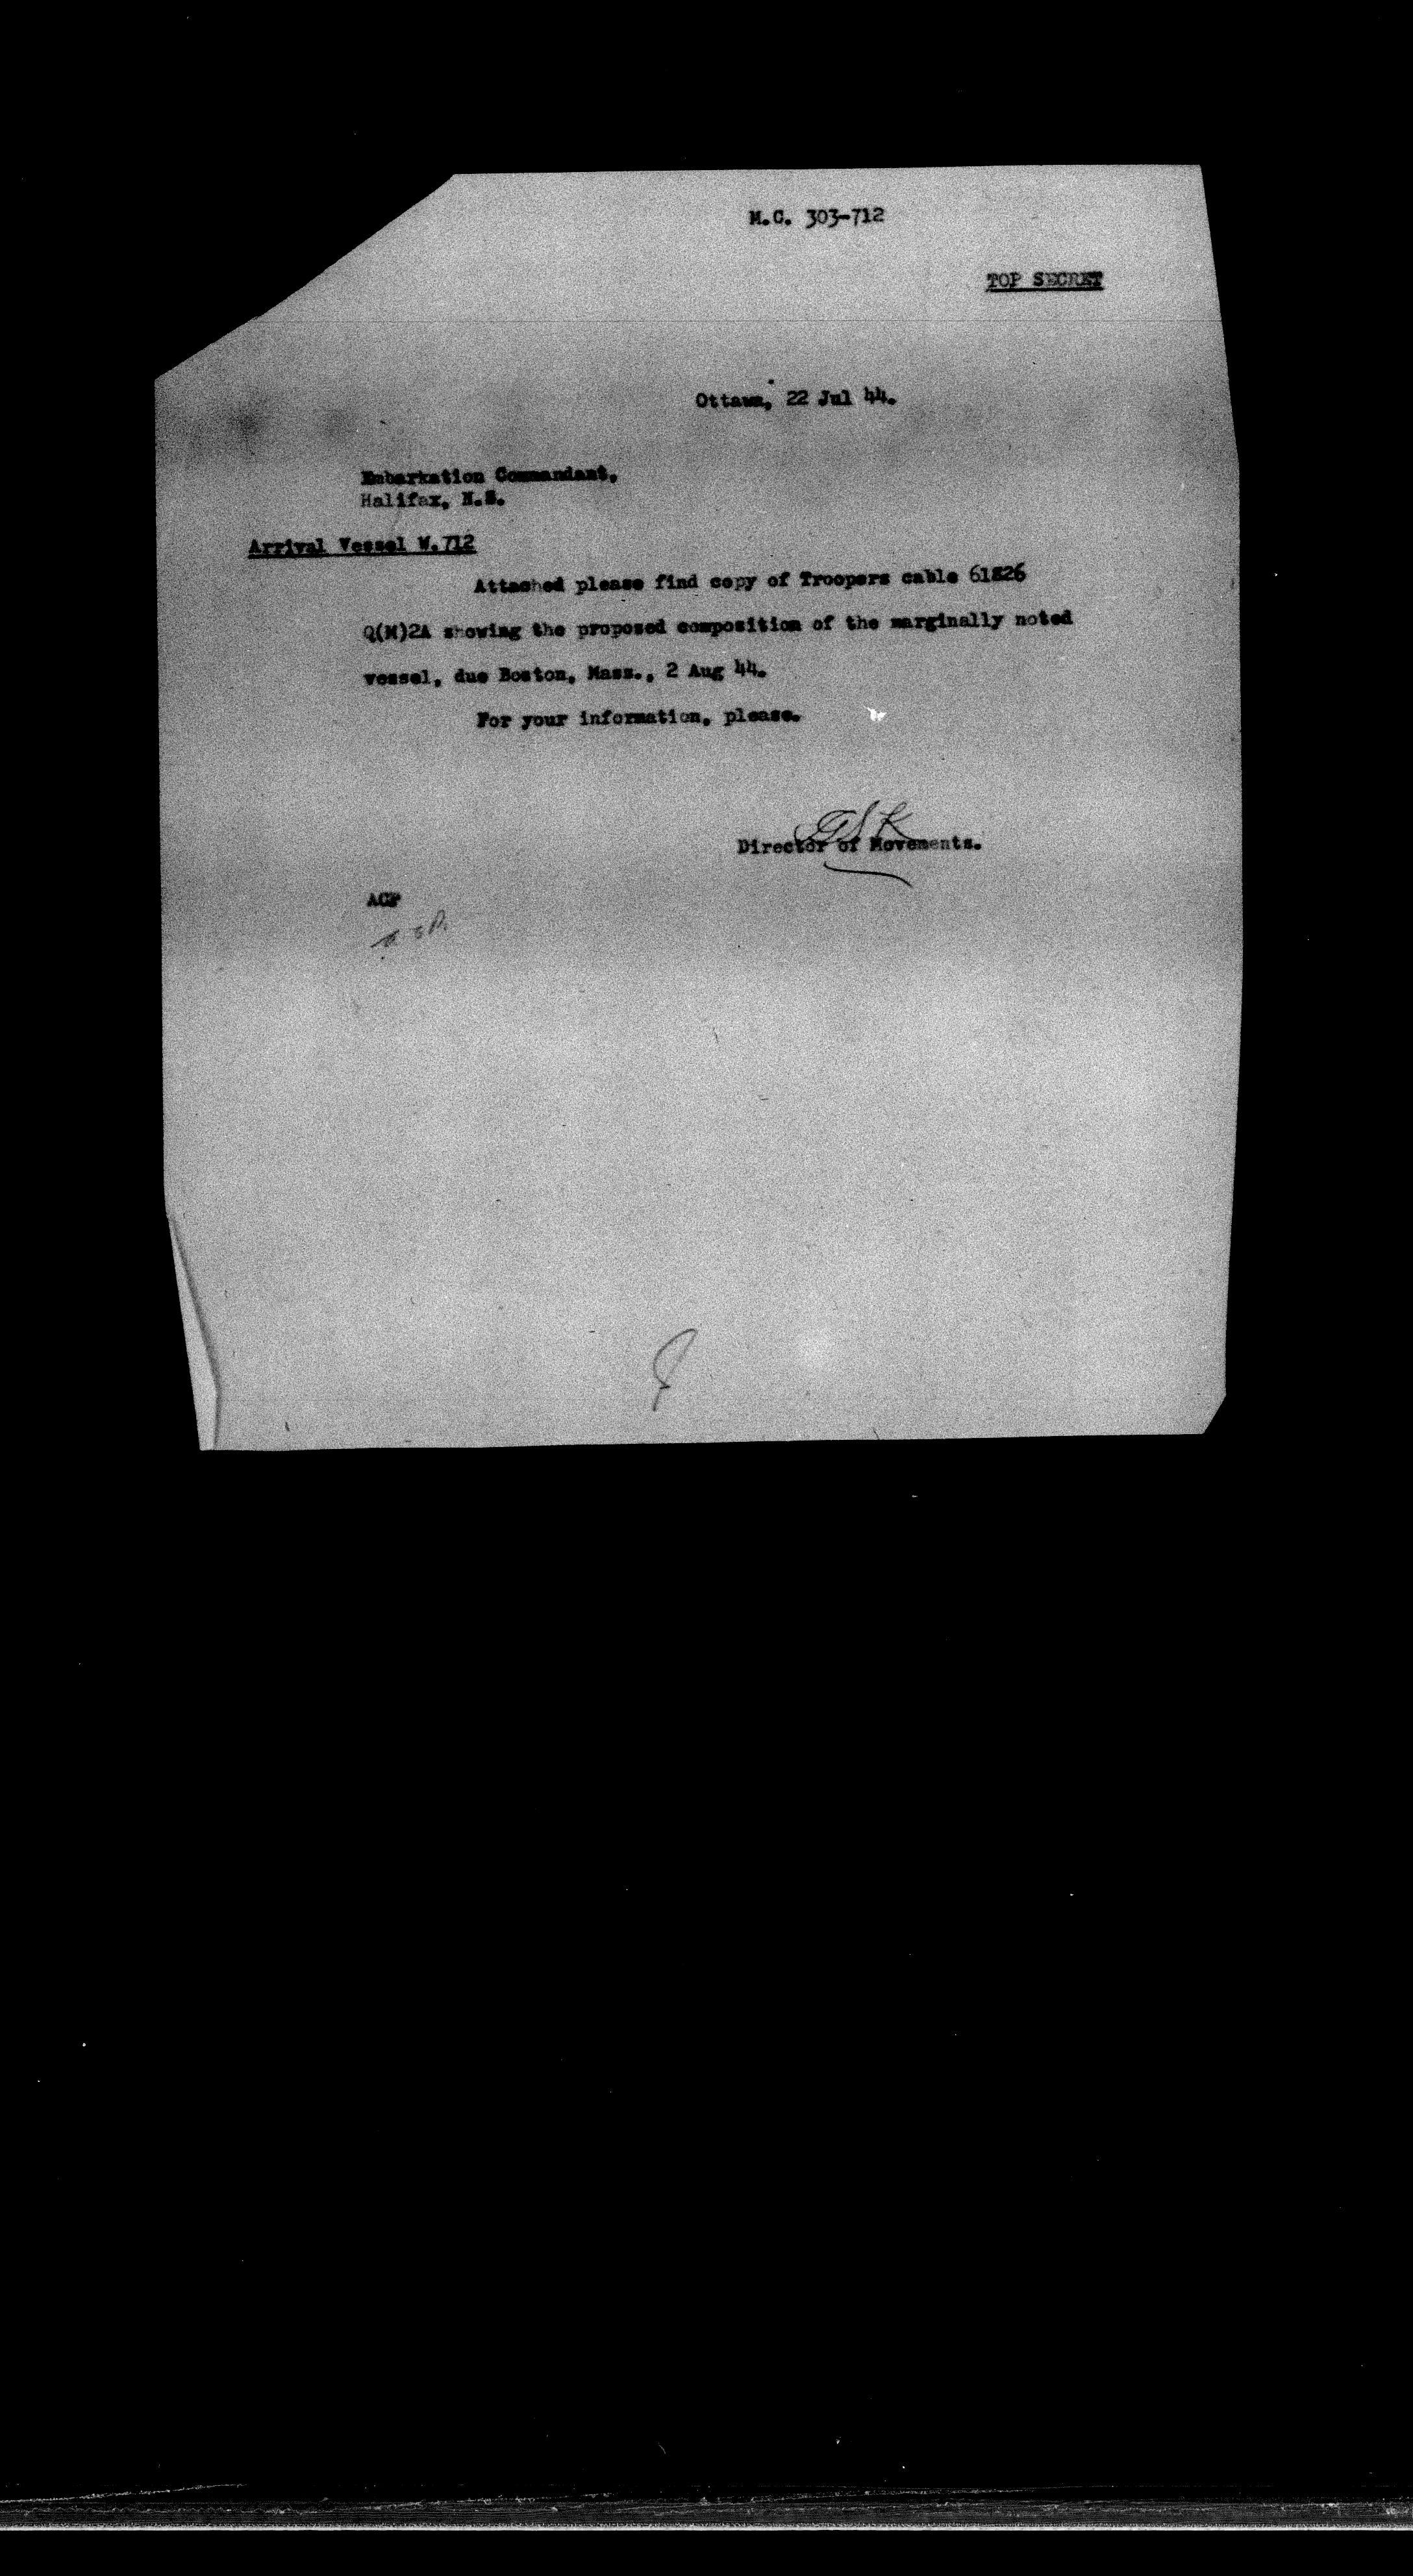 M.C. 303-712
TOP SECRET
Ottawa, 22 Jul 44.
Embarkation Commandant,
Halifax, N.S.
Arrival Vessel W.712
Attached please find copy of Troopers cable 61826
Q(M)2A showing the proposed composition of the marginally noted
vessel, due Boston, Mass., 2 Aug 44.
For your information, please.
Director of Movements.
ACP